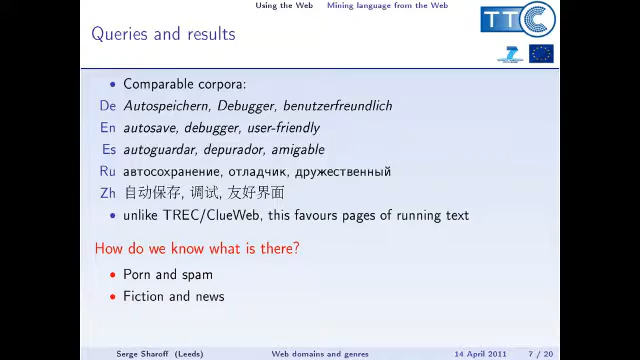 Using the Web Mining language from the Web
TTC
Queries and results
7
• Comparable corpora:
De Autospeichern, Debugger, benutzerfreundlich
En autosave, debugger, user-friendly
Es autoguardar, depurador, amigable
Ru автосохранение, отладчик, дружественный
Zh 自动保存, 调试, 友好界面
• unlike TREC/ClueWeb, this favours pages of running text
How do we know what is there?
• Porn and spam
• Fiction and news
Serge Sharoff (Leeds) Web domains and genres 14 April 2011 7 / 20